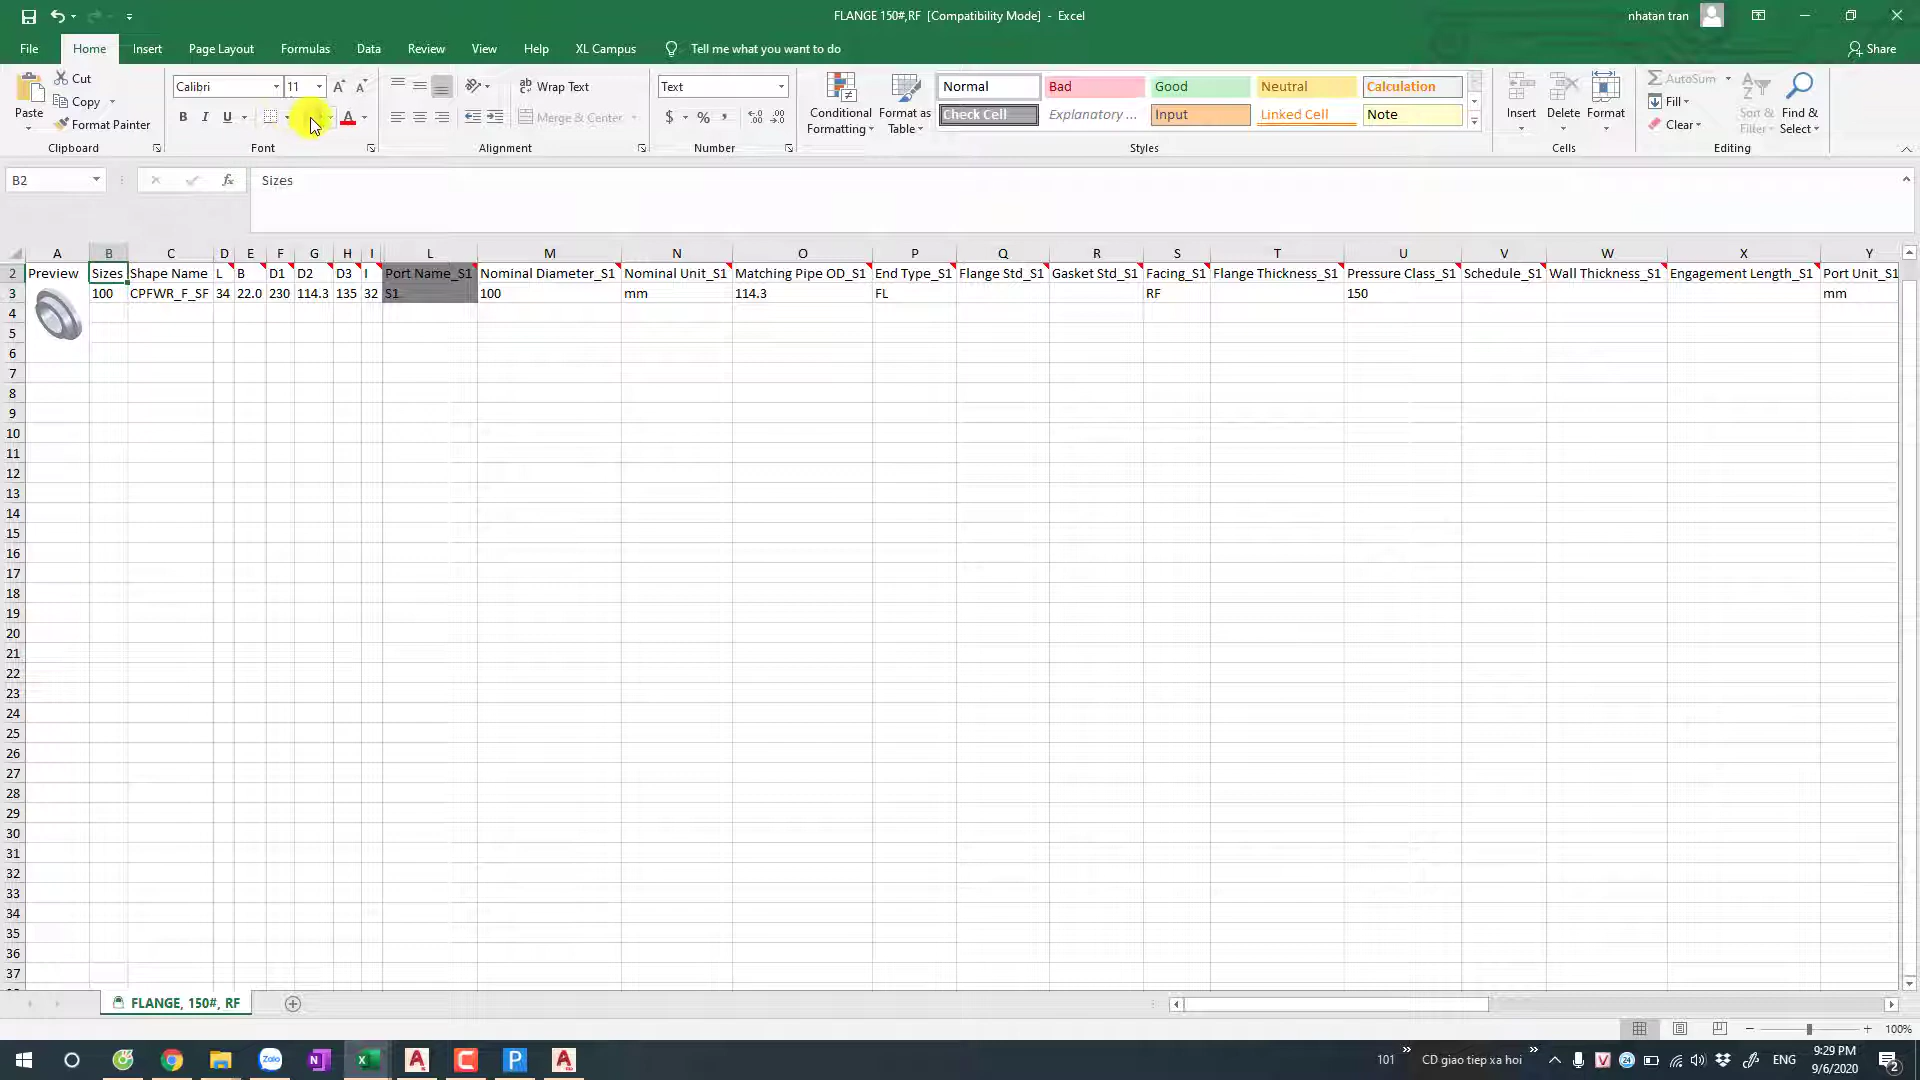 FLANGE 150#,RF [Compatibility Mode] - Excel
nhatan tran
File Home Insert Page Layout Formulas Data Review View Help XL Campus Tell me what you want to do
Share
Paste
Cut
Copy
Format Painter
Clipboard
Calibri 11
B I U A
Font
Wrap Text
Merge & Center
Alignment
Text
$ % ,
Number
Conditional Formatting
Format as Table
Normal Bad Good Neutral Calculation
Check Cell Explanatory ... Input Linked Cell Note
Styles
Insert Delete Format
Cells
AutoSum
Fill
Clear
Sort & Filter
Find & Select
Editing
B2 fx Sizes
A B C D E F G H I L M N O P Q R S T U V W X Y
2 Preview Sizes Shape Name L B D1 D2 D3 I Port Name_S1 Nominal Diameter_S1 Nominal Unit_S1 Matching Pipe OD_S1 End Type_S1 Flange Std_S1 Gasket Std_S1 Facing_S1 Flange Thickness_S1 Pressure Class_S1 Schedule_S1 Wall Thickness_S1 Engagement Length_S1 Port Unit_S1
3 100 CPFWR_F_SF 34 22.0 230 114.3 135 32 S1 100 mm 114.3 FL RF 150 mm
4
5
6
7
8
9
10
11
12
13
14
15
16
17
18
19
20
21
22
23
24
25
26
27
28
29
30
31
32
33
34
35
36
37
FLANGE, 150#, RF
100%
Zalo
101 CD giao tiep xa hoi ENG
9:29 PM
9/6/2020
2